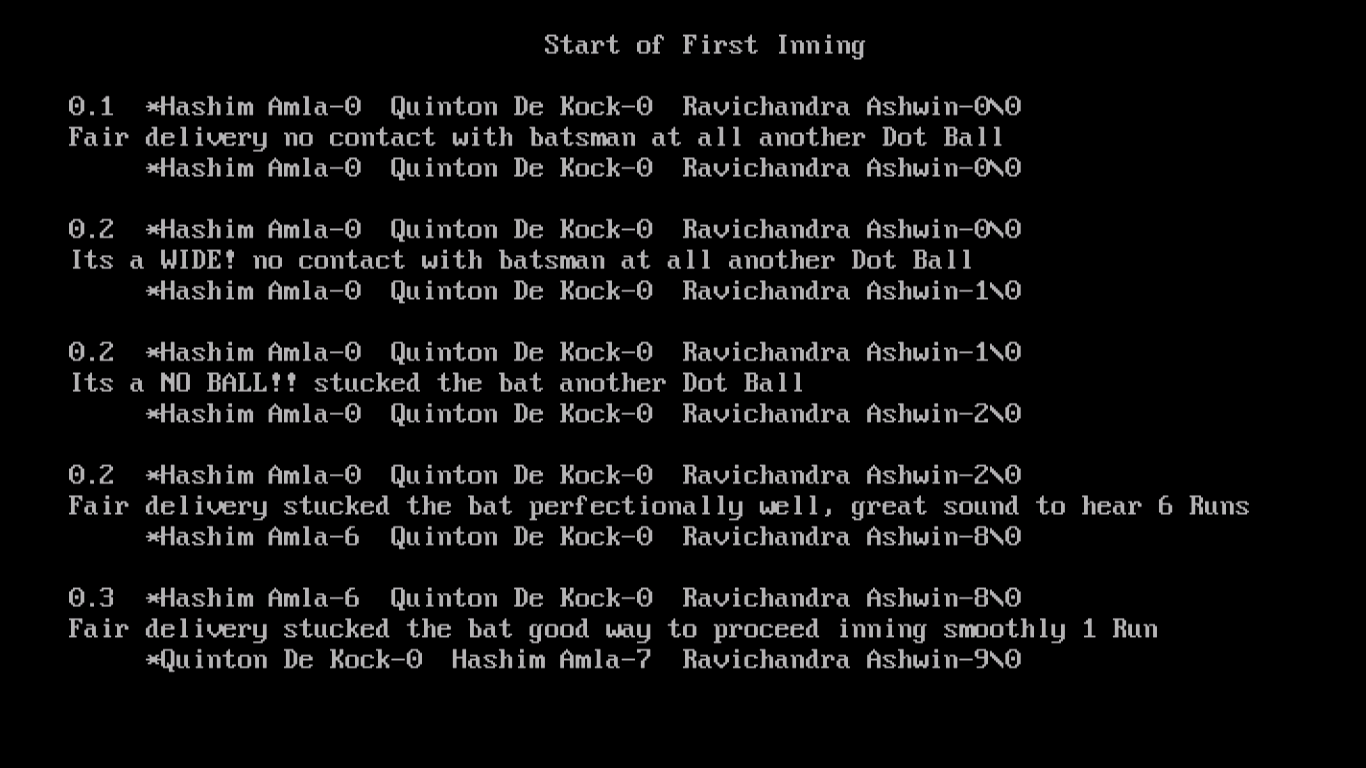 Start of First Inning
0.1 *Hashim Amla-0 Quinton De Kock-0 Ravichandra Ashwin-0\0
Fair delivery no contact with batsman at all another Dot Ball
*Hashim Amla-0 Quinton De Kock-0 Ravichandra Ashwin-0\0
0.2 *Hashim Amla-0 Quinton De Kock-0 Ravichandra Ashwin-0\0
Its a WIDE! no contact with batsman at all another Dot Ball
*Hashim Amla-0 Quinton De Kock-0 Ravichandra Ashwin-1\0
0.2 *Hashim Amla-0 Quinton De Kock-0 Ravichandra Ashwin-1\0
Its a NO BALL!! stucked the bat another Dot Ball
*Hashim Amla-0 Quinton De Kock-0 Ravichandra Ashwin-2\0
0.2 *Hashim Amla-0 Quinton De Kock-0 Ravichandra Ashwin-2\0
Fair delivery stucked the bat perfectionally well, great sound to hear 6 Runs
*Hashim Amla-6 Quinton De Kock-0 Ravichandra Ashwin-8\0
0.3 *Hashim Amla-6 Quinton De Kock-0 Ravichandra Ashwin-8\0
Fair delivery stucked the bat good way to proceed inning smoothly 1 Run
*Quinton De Kock-0 Hashim Amla-7 Ravichandra Ashwin-9\0